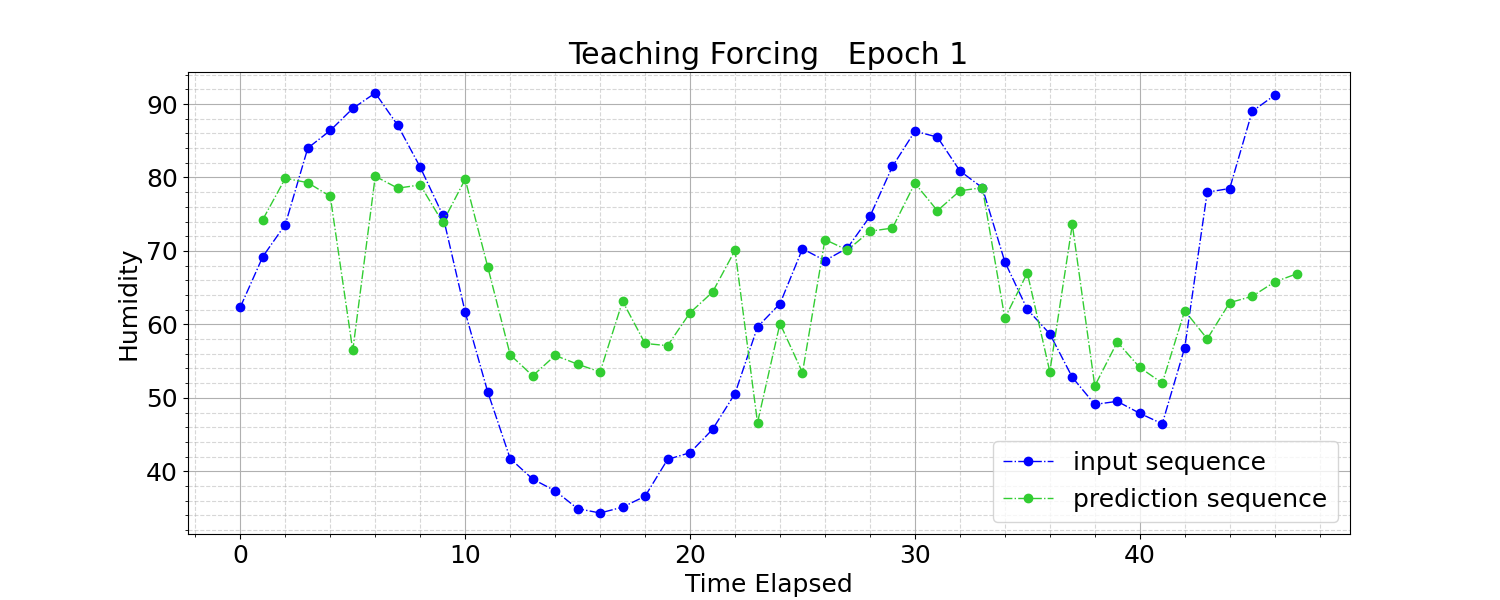 Teaching Forcing   Epoch 1
Humidity
90
80
70
60
50
40
0 10 20 30 40
Time Elapsed
input sequence
prediction sequence